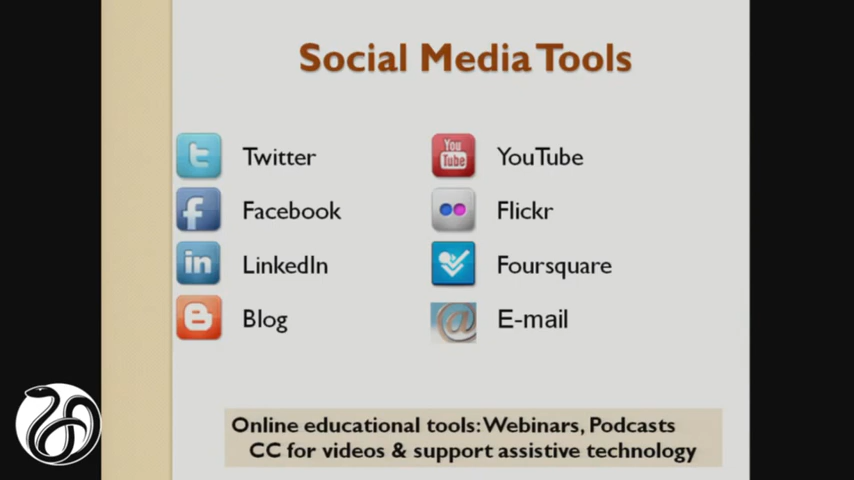 Social Media Tools
Twitter
YouTube
Facebook
Flickr
LinkedIn
Foursquare
Blog
E-mail
Online educational tools: Webinars, Podcasts
CC for videos & support assistive technology